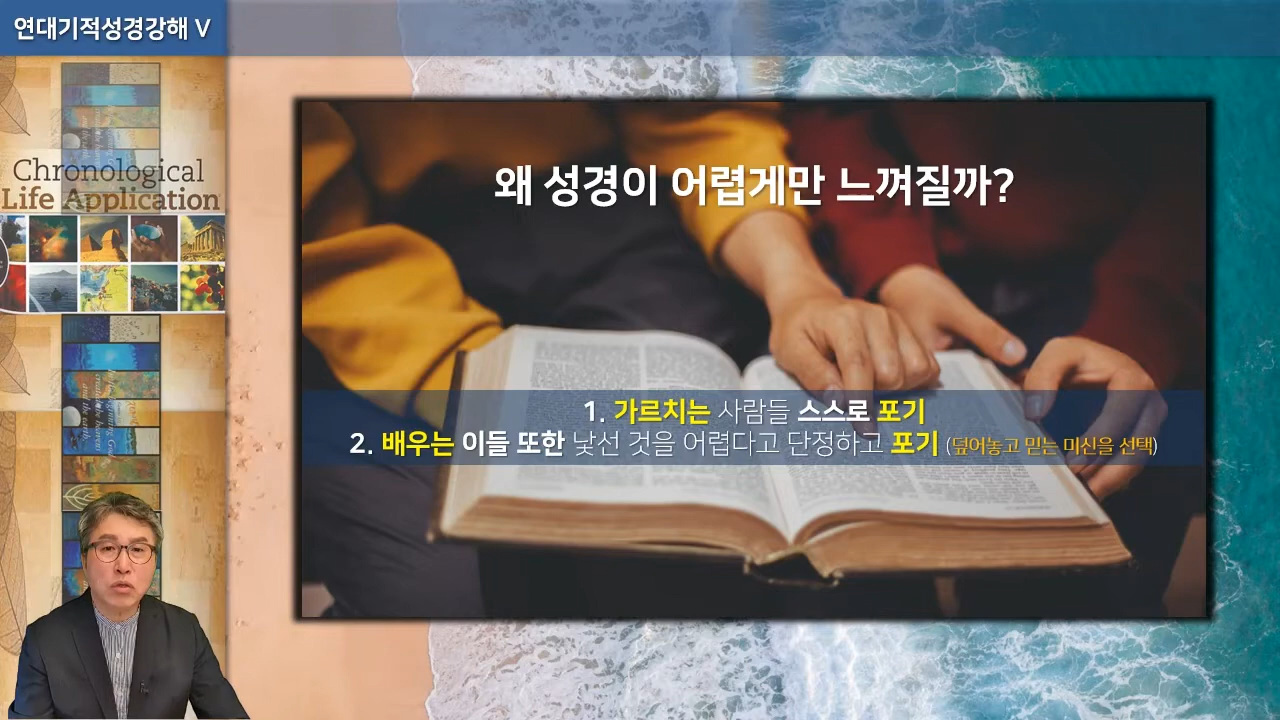 연대기적성경강해 V
Chronological
Life Application
왜 성경이 어렵게만 느껴질까?
1. 가르치는 사람들 스스로 포기
2. 배우는 이들 또한 낯선 것을 어렵다고 단정하고 포기 (덮어놓고 믿는 미신을 선택)